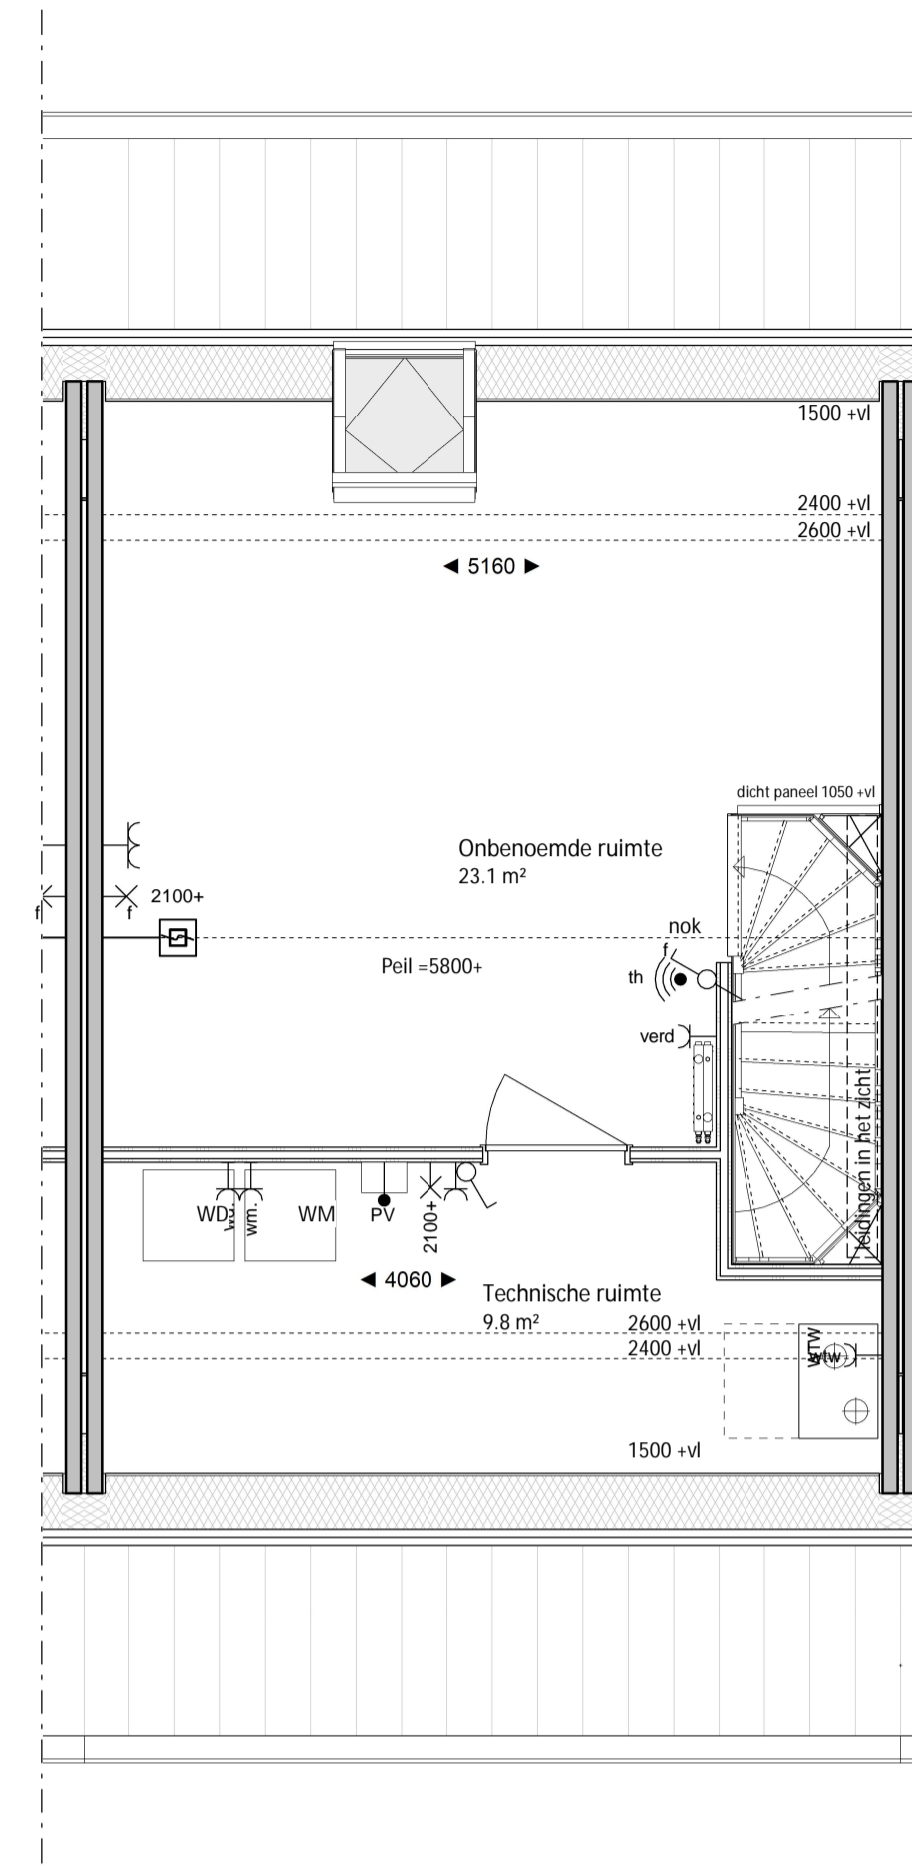 1500 +vl
2400 +vl
2600 +vl
5160
dicht paneel 1050 +vl
Onbenoemde ruimte
23.1 m²
2100+
f
f
nok
f
Peil =5800+
th
verd
leidingen in het zicht
WD
wd.
wm.
WM
PV
2100+
4060
Technische ruimte
9.8 m²
2600 +vl
2400 +vl
WTW
wtw
1500 +vl